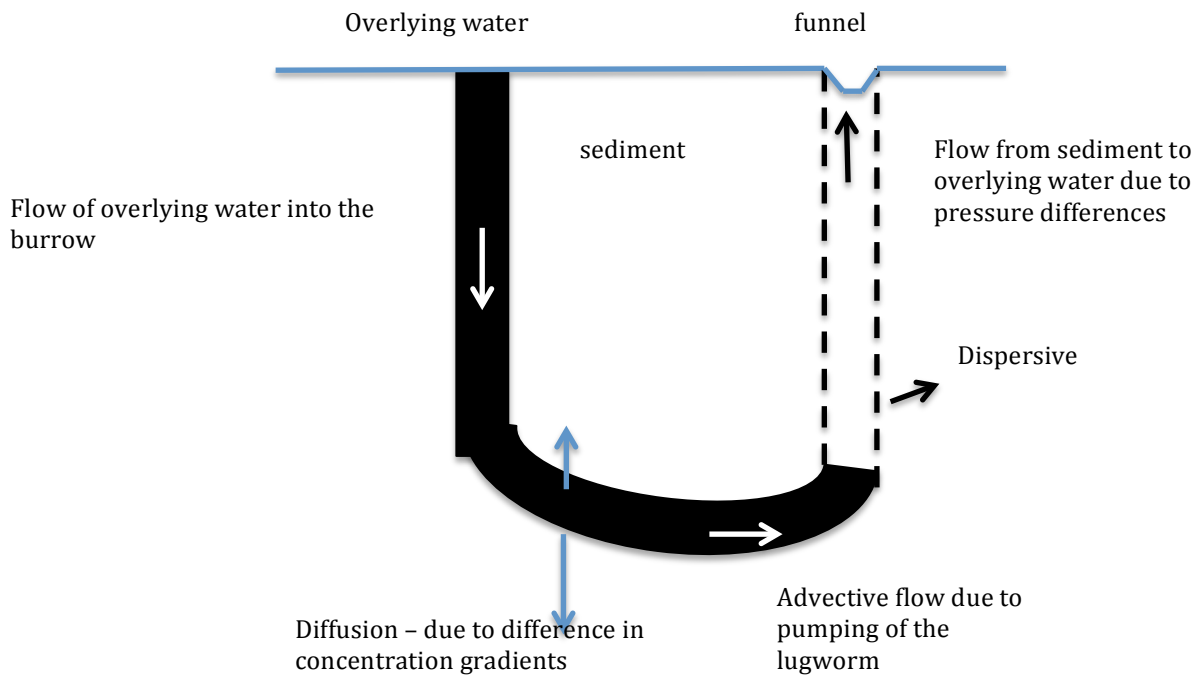 Overlying water
funnel
sediment
Flow from sediment to
overlying water due to
pressure differences
Flow of overlying water into the
burrow
Dispersive
Diffusion – due to difference in
concentration gradients
Advective flow due to
pumping of the
lugworm